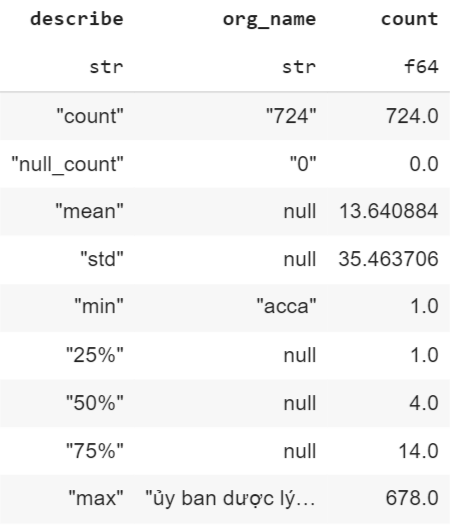 describe org_name count
str str f64
"count" "724" 724.0
"null_count" "0" 0.0
"mean" null 13.640884
"std" null 35.463706
"min" "acca" 1.0
"25%" null 1.0
"50%" null 4.0
"75%" null 14.0
"max" "ủy ban dược lý… 678.0